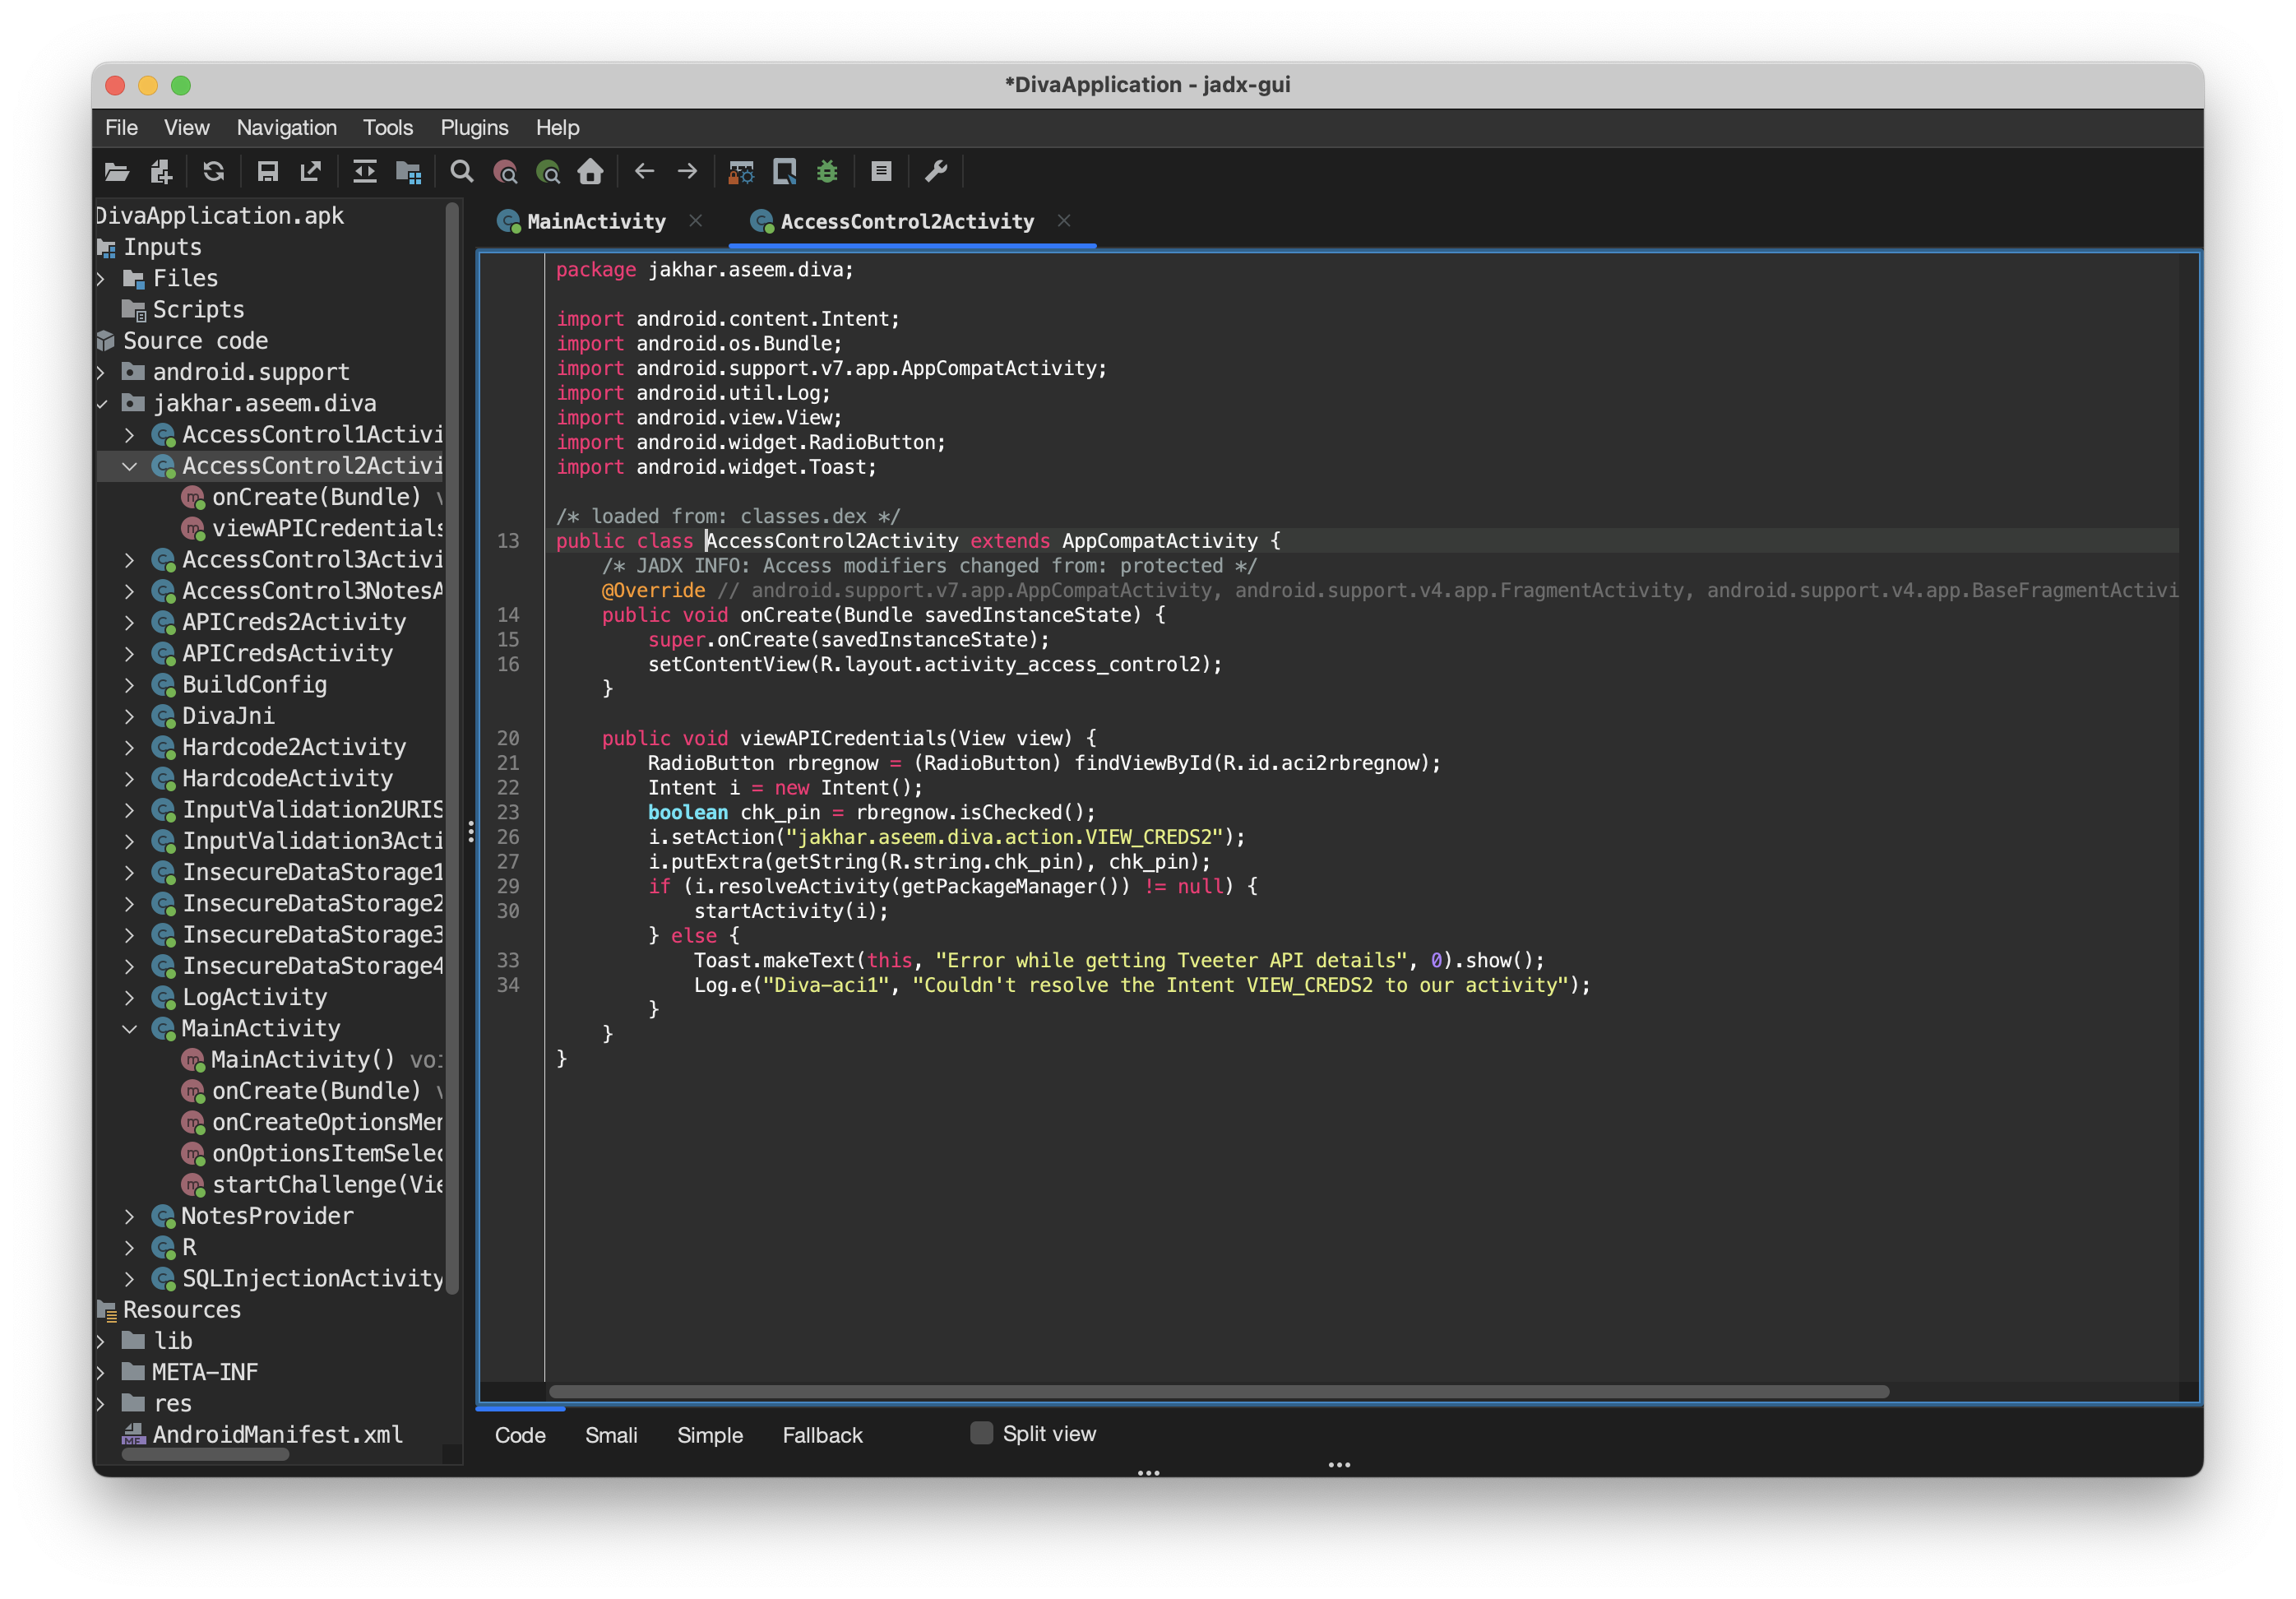 *DivaApplication - jadx-gui
File View Navigation Tools Plugins Help
DivaApplication.apk
Inputs
Files
Scripts
Source code
android.support
jakhar.aseem.diva
AccessControl1Activi
AccessControl2Activi
onCreate(Bundle) v
viewAPICredentials
AccessControl3Activi
AccessControl3NotesA
APICreds2Activity
APICredsActivity
BuildConfig
DivaJni
Hardcode2Activity
HardcodeActivity
InputValidation2URIS
InputValidation3Acti
InsecureDataStorage1
InsecureDataStorage2
InsecureDataStorage3
InsecureDataStorage4
LogActivity
MainActivity
MainActivity() voi
onCreate(Bundle) v
onCreateOptionsMen
onOptionsItemSelec
startChallenge(Vie
NotesProvider
R
SQLInjectionActivity
Resources
lib
META-INF
res
AndroidManifest.xml
MainActivity AccessControl2Activity
package jakhar.aseem.diva;
import android.content.Intent;
import android.os.Bundle;
import android.support.v7.app.AppCompatActivity;
import android.util.Log;
import android.view.View;
import android.widget.RadioButton;
import android.widget.Toast;
/* loaded from: classes.dex */
13 public class AccessControl2Activity extends AppCompatActivity {
/* JADX INFO: Access modifiers changed from: protected */
@Override // android.support.v7.app.AppCompatActivity, android.support.v4.app.FragmentActivity, android.support.v4.app.BaseFragmentActivi
14 public void onCreate(Bundle savedInstanceState) {
15 super.onCreate(savedInstanceState);
16 setContentView(R.layout.activity_access_control2);
}
20 public void viewAPICredentials(View view) {
21 RadioButton rbregnow = (RadioButton) findViewById(R.id.aci2rbregnow);
22 Intent i = new Intent();
23 boolean chk_pin = rbregnow.isChecked();
26 i.setAction("jakhar.aseem.diva.action.VIEW_CREDS2");
27 i.putExtra(getString(R.string.chk_pin), chk_pin);
29 if (i.resolveActivity(getPackageManager()) != null) {
30 startActivity(i);
} else {
33 Toast.makeText(this, "Error while getting Tveeter API details", 0).show();
34 Log.e("Diva-aci1", "Couldn't resolve the Intent VIEW_CREDS2 to our activity");
}
}
}
Code Smali Simple Fallback Split view